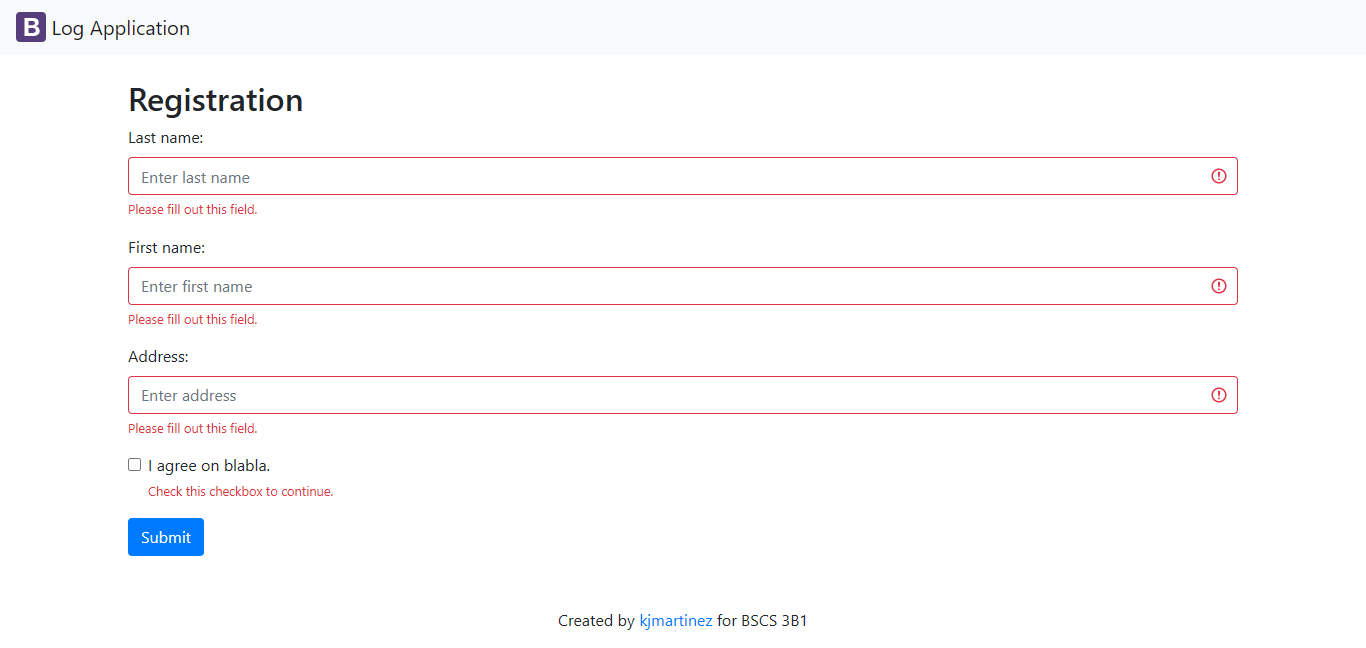 B Log Application
Registration
Last name:
Enter last name
Please fill out this field.
First name:
Enter first name
Please fill out this field.
Address:
Enter address
Please fill out this field.
I agree on blabla.
Check this checkbox to continue.
Submit
Created by kjmartinez for BSCS 3B1